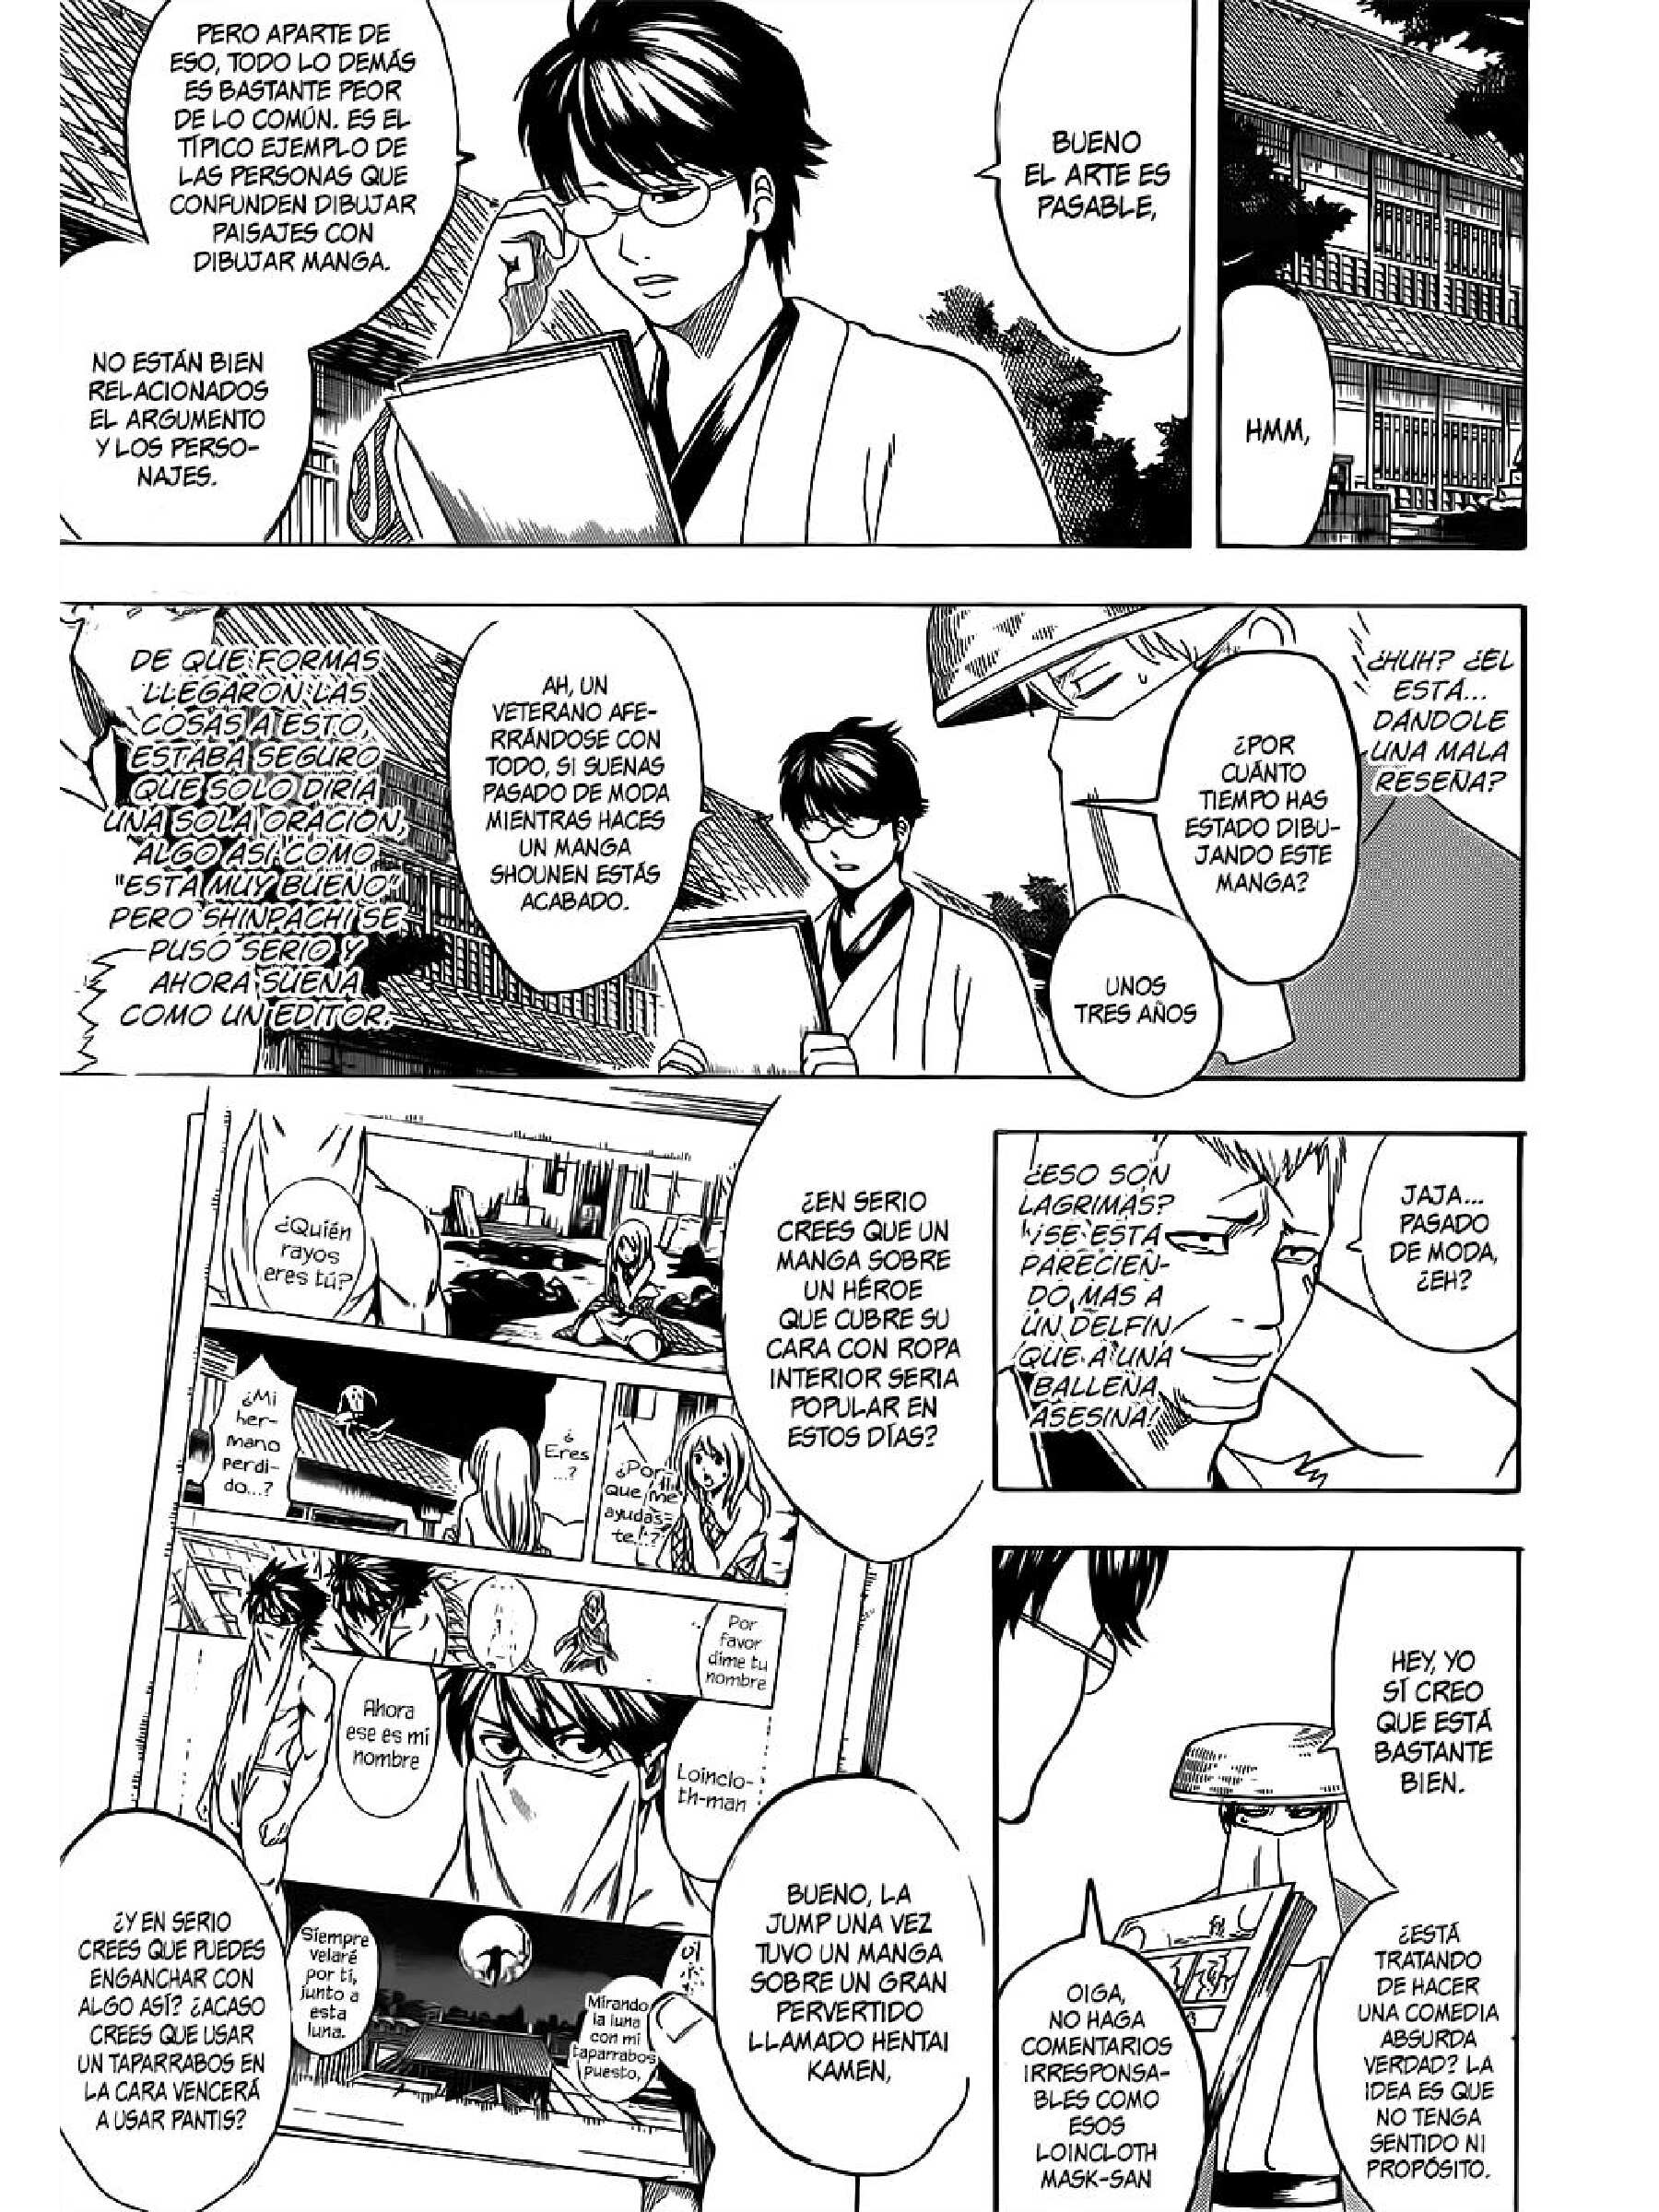 HMM,
BUENO
EL ARTE ES
PASABLE,
PERO APARTE DE
ESO, TODO LO DEMÁS
ES BASTANTE PEOR
DE LO COMÚN. ES EL
TÍPICO EJEMPLO DE
LAS PERSONAS QUE
CONFUNDEN DIBUJAR
PAISAJES CON
DIBUJAR MANGA.
NO ESTÁN BIEN
RELACIONADOS
EL ARGUMENTO
Y LOS PERSO-
NAJES.
¿HUH? ¿ÉL
ESTÁ...
DÁNDOLE
UNA MALA
RESEÑA?
¿POR
CUÁNTO
TIEMPO HAS
ESTADO DIBU-
JANDO ESTE
MANGA?
UNOS
TRES AÑOS
AH, UN
VETERANO AFE-
RRÁNDOSE CON
TODO, SI SUENAS
PASADO DE MODA
MIENTRAS HACES
UN MANGA
SHOUNEN ESTÁS
ACABADO.
DE QUE FORMAS
LLEGARON LAS
COSAS A ESTO,
ESTABA SEGURO
QUE SOLO DIRÍA
UNA SOLA ORACIÓN,
ALGO ASÍ COMO
"ESTÁ MUY BUENO"
PERO SHINPACHI SE
PUSO SERIO Y
AHORA SUENA
COMO UN EDITOR.
JAJA...
PASADO
DE MODA,
¿EH?
¿ESO SON
LAGRIMAS?
¡SE ESTÁ
PARECIEN-
DO MÁS A
UN DELFÍN
QUE A UNA
BALLENA
ASESINA!
HEY, YO
SÍ CREO
QUE ESTÁ
BASTANTE
BIEN.
¿ESTÁ
TRATANDO
DE HACER
UNA COMEDIA
ABSURDA
VERDAD? LA
IDEA ES QUE
NO TENGA
SENTIDO NI
PROPÓSITO.
OIGA,
NO HAGA
COMENTARIOS
IRRESPONSA-
BLES COMO
ESOS
LOINCLOTH
MASK-SAN
¿EN SERIO
CREES QUE UN
MANGA SOBRE
UN HÉROE
QUE CUBRE SU
CARA CON ROPA
INTERIOR SERIA
POPULAR EN
ESTOS DÍAS?
¿Quién
rayos
eres tú?
¿Por-
que me
ayudas-
te...?
¿
Eres
...?
¿Mi
her-
mano
perdi-
do...?
Por
favor
dime tu
nombre
Loinclo-
th-man
Ahora
ese es mi
nombre
Mirando
la luna
con mi
taparrabos
puesto,
Siempre
velaré
por ti,
junto a
esta
luna.
BUENO, LA
JUMP UNA VEZ
TUVO UN MANGA
SOBRE UN GRAN
PERVERTIDO
LLAMADO HENTAI
KAMEN,
¿Y EN SERIO
CREES QUE PUEDES
ENGANCHAR CON
ALGO ASÍ? ¿ACASO
CREES QUE USAR
UN TAPARRABOS EN
LA CARA VENCERÁ
A USAR PANTIS?